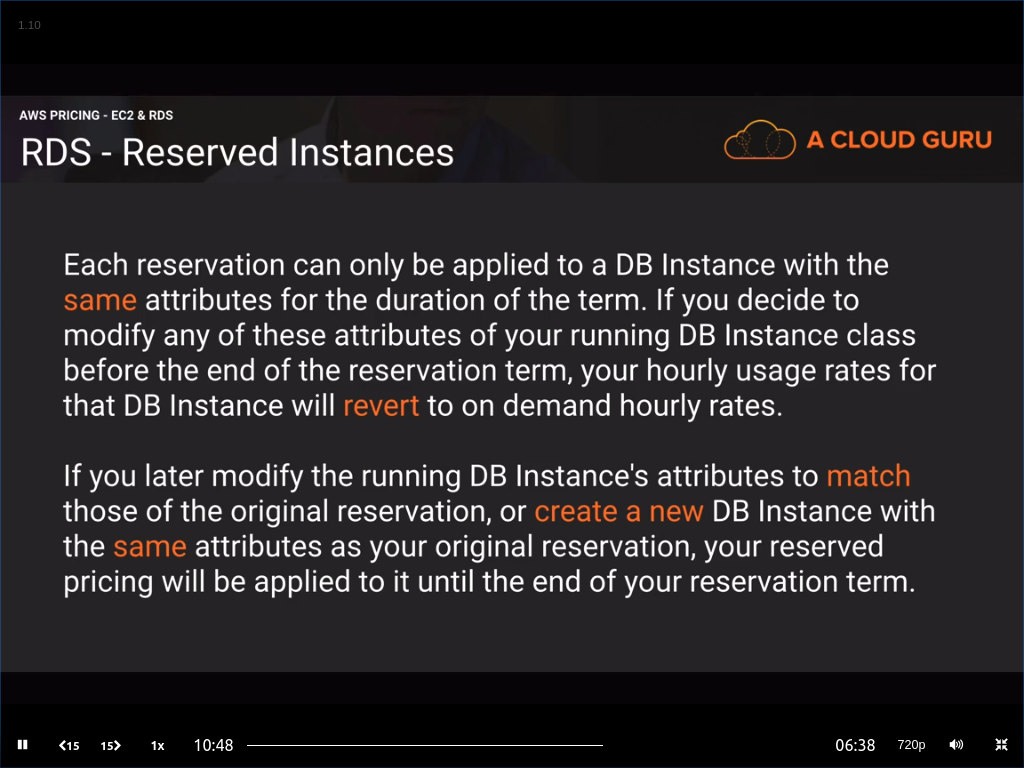 1.10
AWS PRICING - EC2 & RDS
RDS - Reserved Instances
A CLOUD GURU
Each reservation can only be applied to a DB Instance with the
same attributes for the duration of the term. If you decide to
modify any of these attributes of your running DB Instance class
before the end of the reservation term, your hourly usage rates for
that DB Instance will revert to on demand hourly rates.
If you later modify the running DB Instance's attributes to match
those of the original reservation, or create a new DB Instance with
the same attributes as your original reservation, your reserved
pricing will be applied to it until the end of your reservation term.
15 15 1x 10:48 06:38 720p